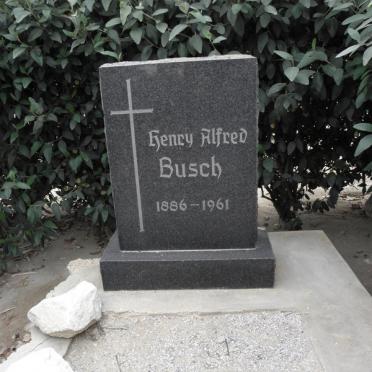 Henry Alfred
Busch
1886-1961